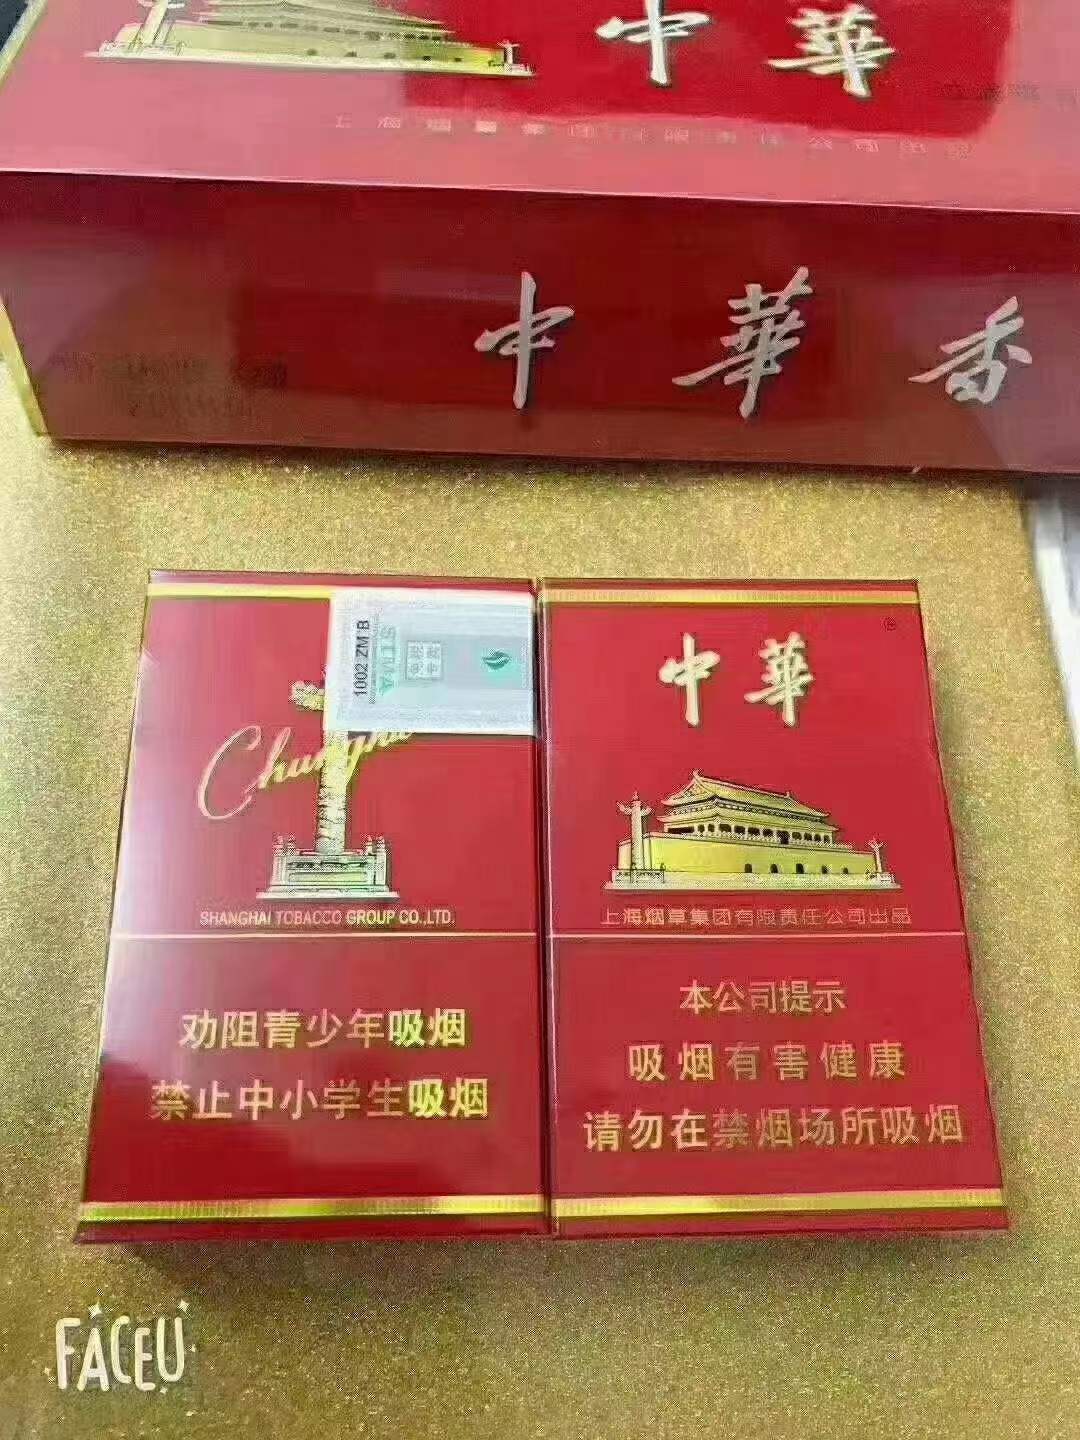 中華
中華香
1002 ZM B
STMA
Chunghwa
SHANGHAI TOBACCO GROUP CO.,LTD.
劝阻青少年吸烟
禁止中小学生吸烟
中華
上海烟草集团有限责任公司出品
本公司提示
吸烟有害健康
请勿在禁烟场所吸烟
FACEU